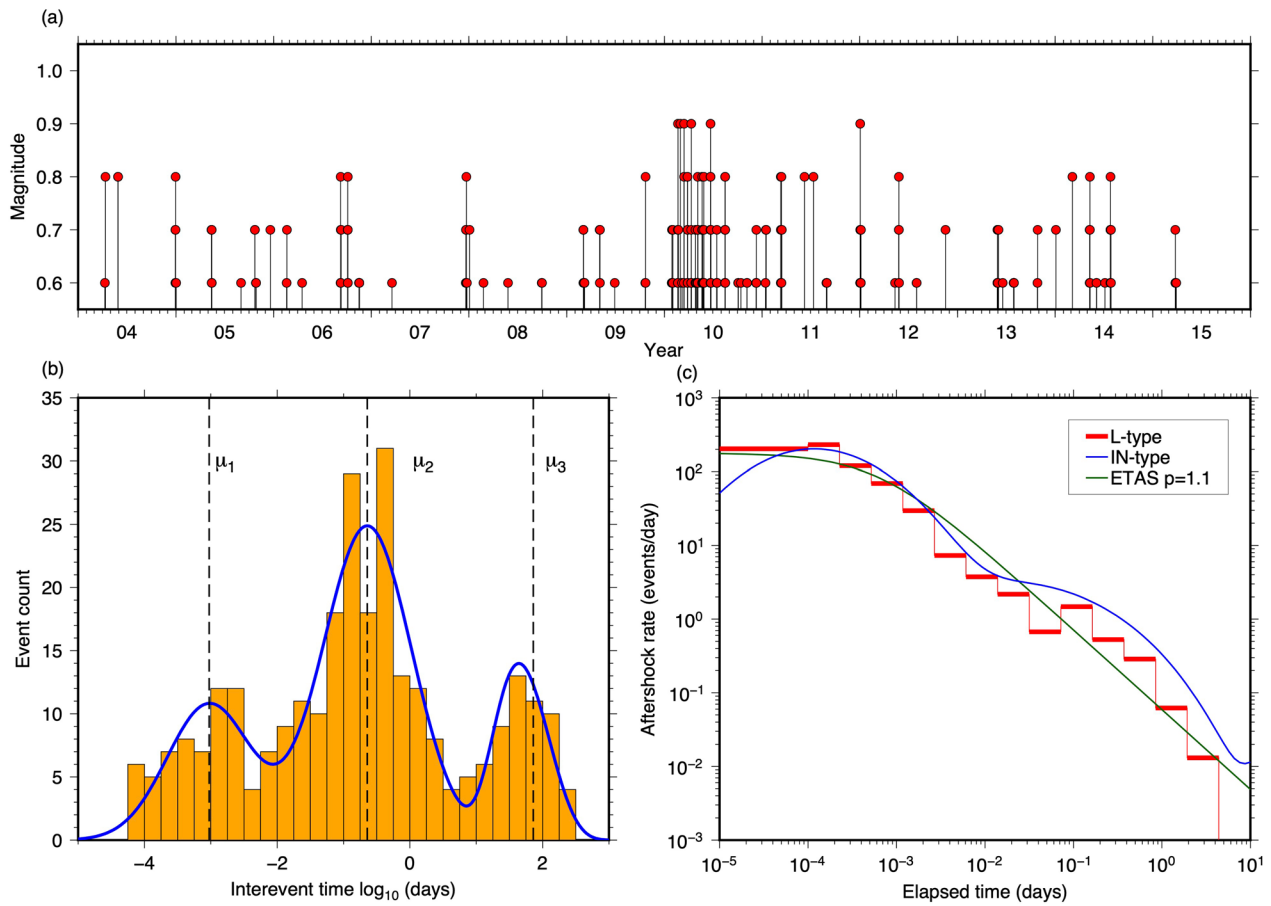 (a)
Magnitude
1.0
0.9
0.8
0.7
0.6
04 05 06 07 08 09 10 11 12 13 14 15
Year
(b)
Event count
35
30
25
20
15
10
5
0
μ1 μ2 μ3
−4 −2 0 2
Interevent time log10 (days)
(c)
Aftershock rate (events/day)
10^3
10^2
10^1
10^0
10^−1
10^−2
10^−3
L-type
IN-type
ETAS p=1.1
10^−5 10^−4 10^−3 10^−2 10^−1 10^0 10^1
Elapsed time (days)